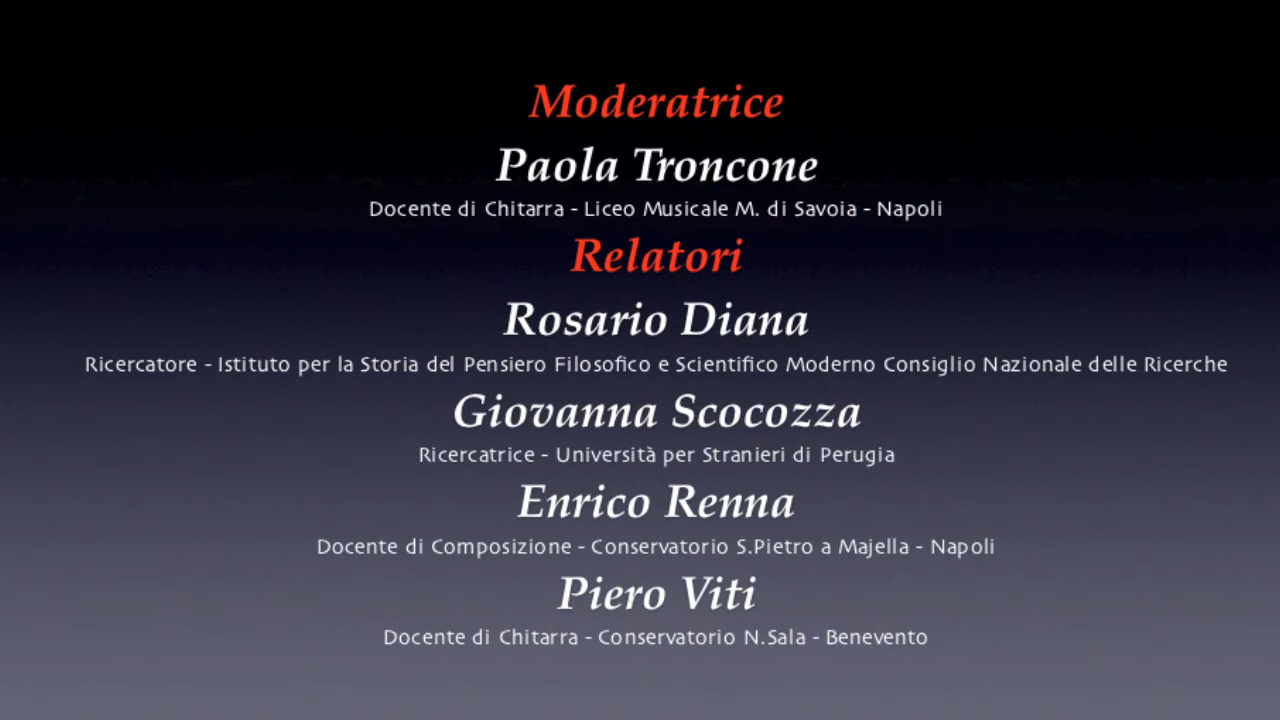 Moderatrice
Paola Troncone
Docente di Chitarra - Liceo Musicale M. di Savoia - Napoli
Relatori
Rosario Diana
Ricercatore - Istituto per la Storia del Pensiero Filosofico e Scientifico Moderno Consiglio Nazionale delle Ricerche
Giovanna Scocozza
Ricercatrice - Università per Stranieri di Perugia
Enrico Renna
Docente di Composizione - Conservatorio S.Pietro a Majella - Napoli
Piero Viti
Docente di Chitarra - Conservatorio N.Sala - Benevento